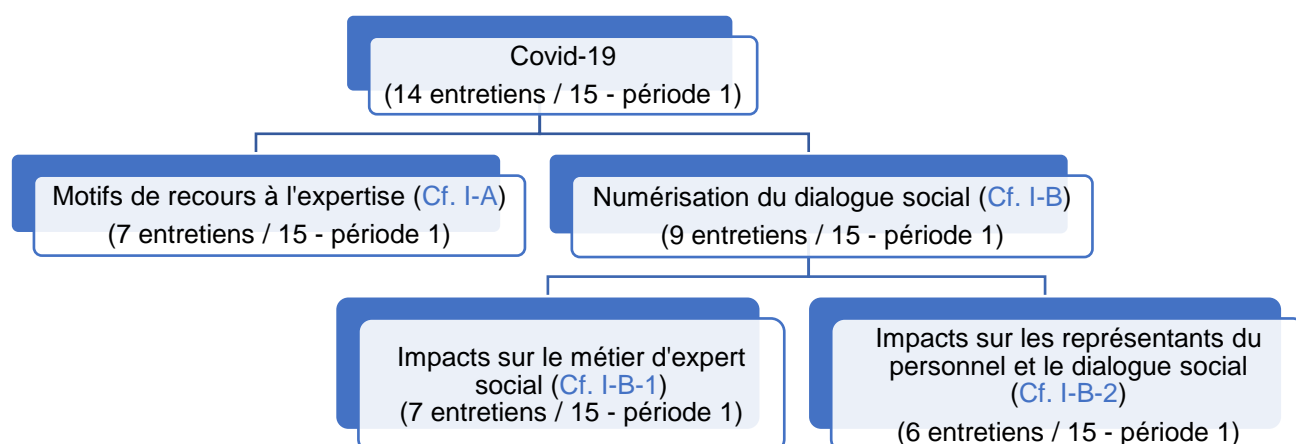 Covid-19
(14 entretiens / 15 - période 1)
Motifs de recours à l'expertise (Cf. I-A)
(7 entretiens / 15 - période 1)
Numérisation du dialogue social (Cf. I-B)
(9 entretiens / 15 - période 1)
Impacts sur le métier d'expert
social (Cf. I-B-1)
(7 entretiens / 15 - période 1)
Impacts sur les représentants du
personnel et le dialogue social
(Cf. I-B-2)
(6 entretiens / 15 - période 1)